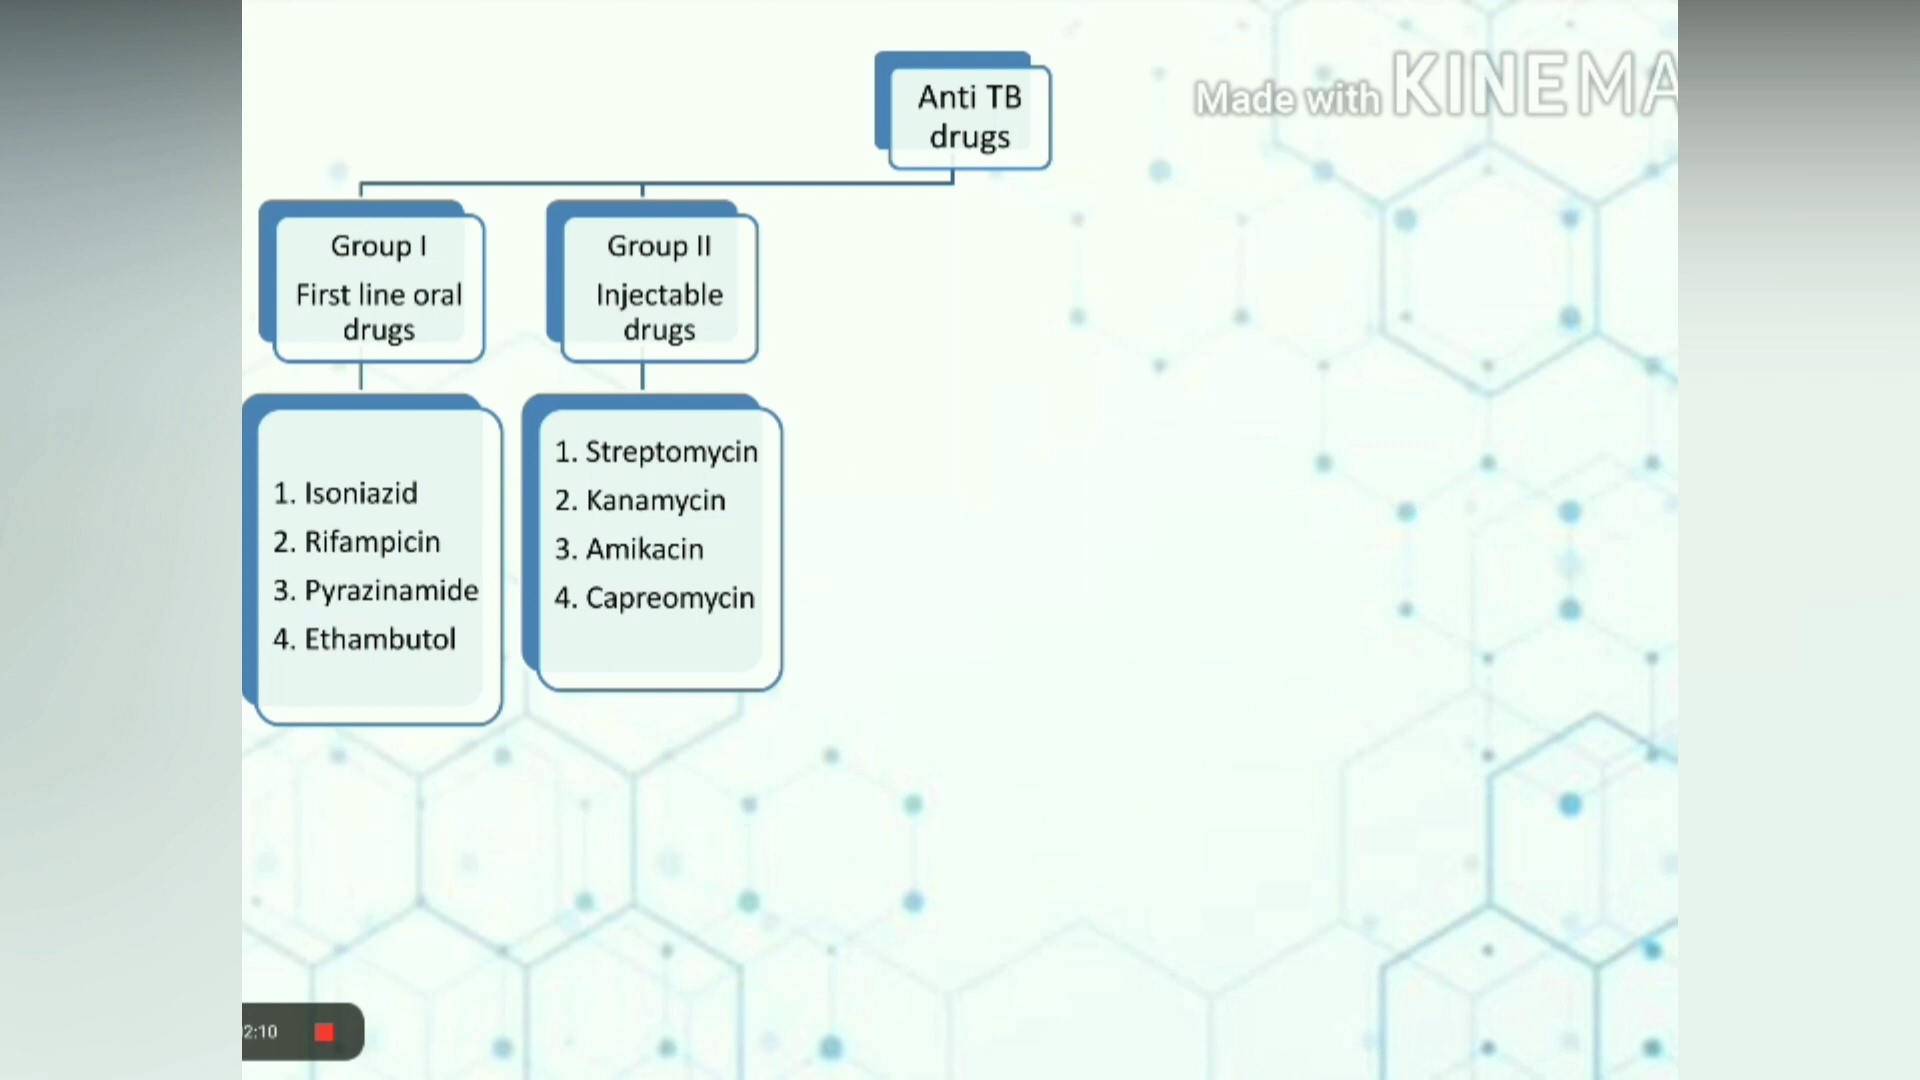 Anti TB
drugs
Made with KINEMA
Group I
First line oral
drugs
Group II
Injectable
drugs
1. Isoniazid
2. Rifampicin
3. Pyrazinamide
4. Ethambutol
1. Streptomycin
2. Kanamycin
3. Amikacin
4. Capreomycin
2:10